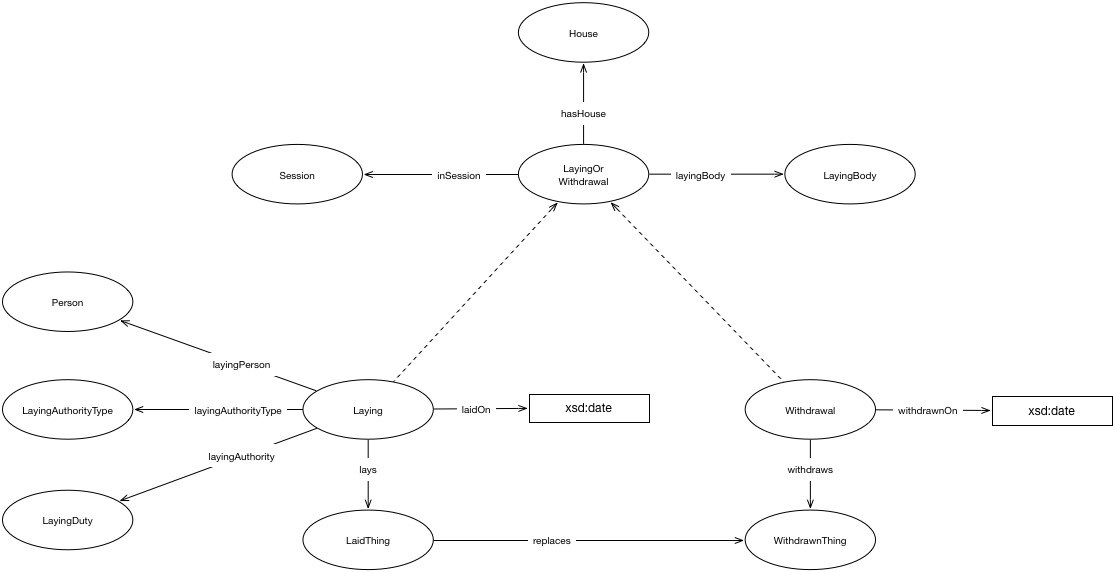 House
hasHouse
LayingOr
Withdrawal
Session
inSession
layingBody
LayingBody
Person
layingPerson
LayingAuthorityType
layingAuthorityType
Laying
laidOn
xsd:date
Withdrawal
withdrawnOn
xsd:date
layingAuthority
lays
withdraws
LayingDuty
LaidThing
replaces
WithdrawnThing